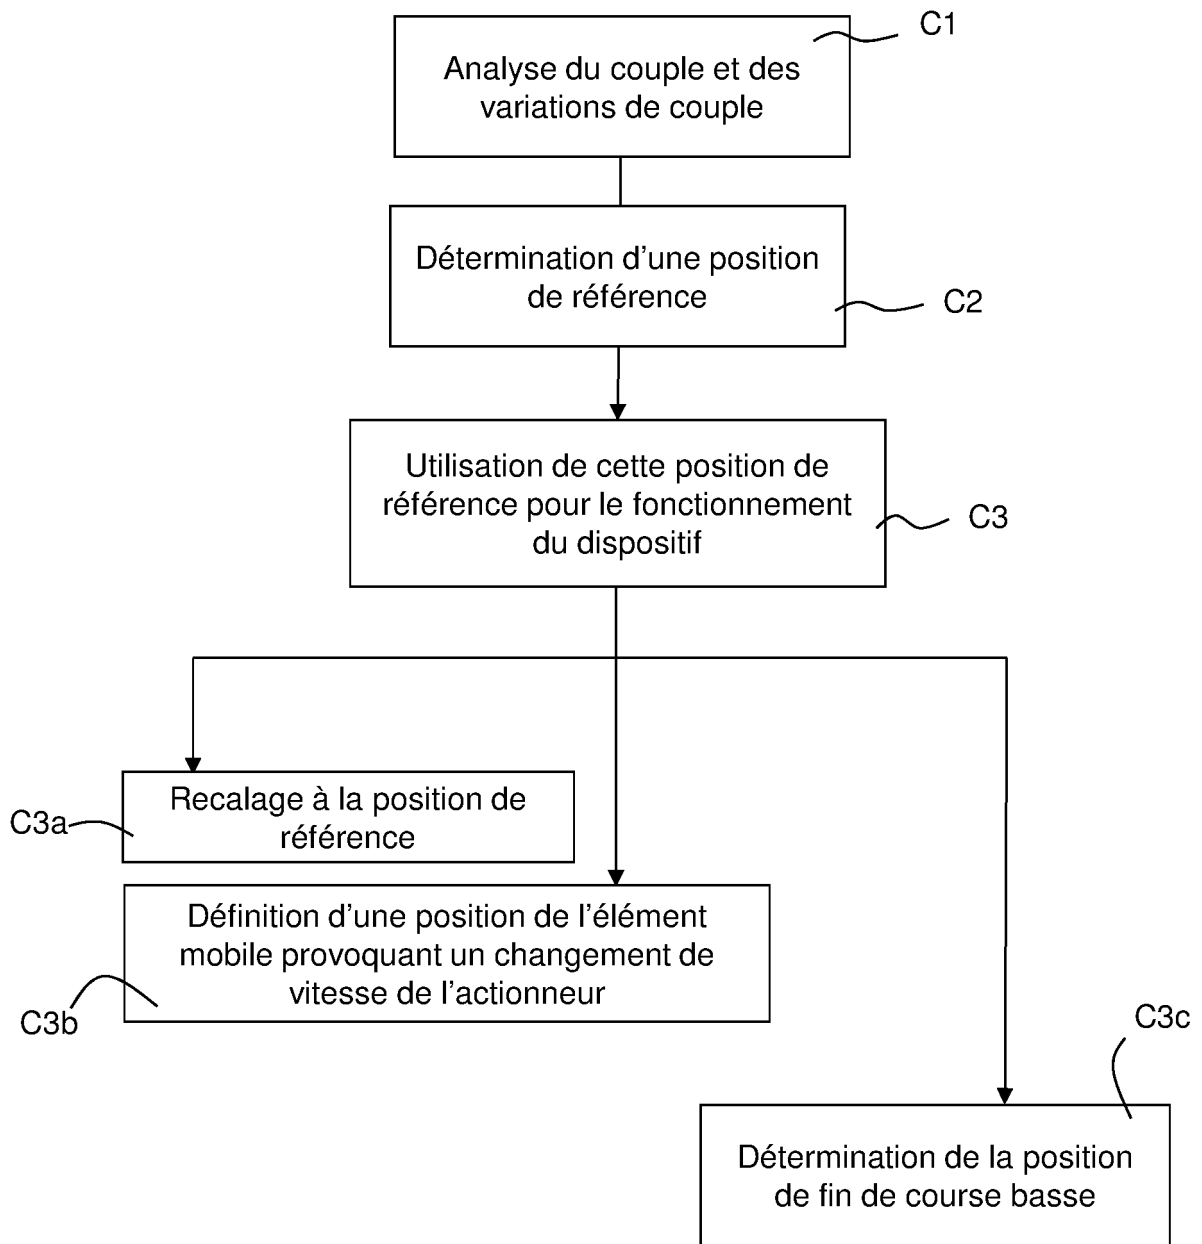 C1
Analyse du couple et des
variations de couple
Détermination d'une position
de référence
C2
Utilisation de cette position de
référence pour le fonctionnement
du dispositif
C3
Recalage à la position de
référence
C3a
Définition d'une position de l'élément
mobile provoquant un changement de
vitesse de l'actionneur
C3b
C3c
Détermination de la position
de fin de course basse